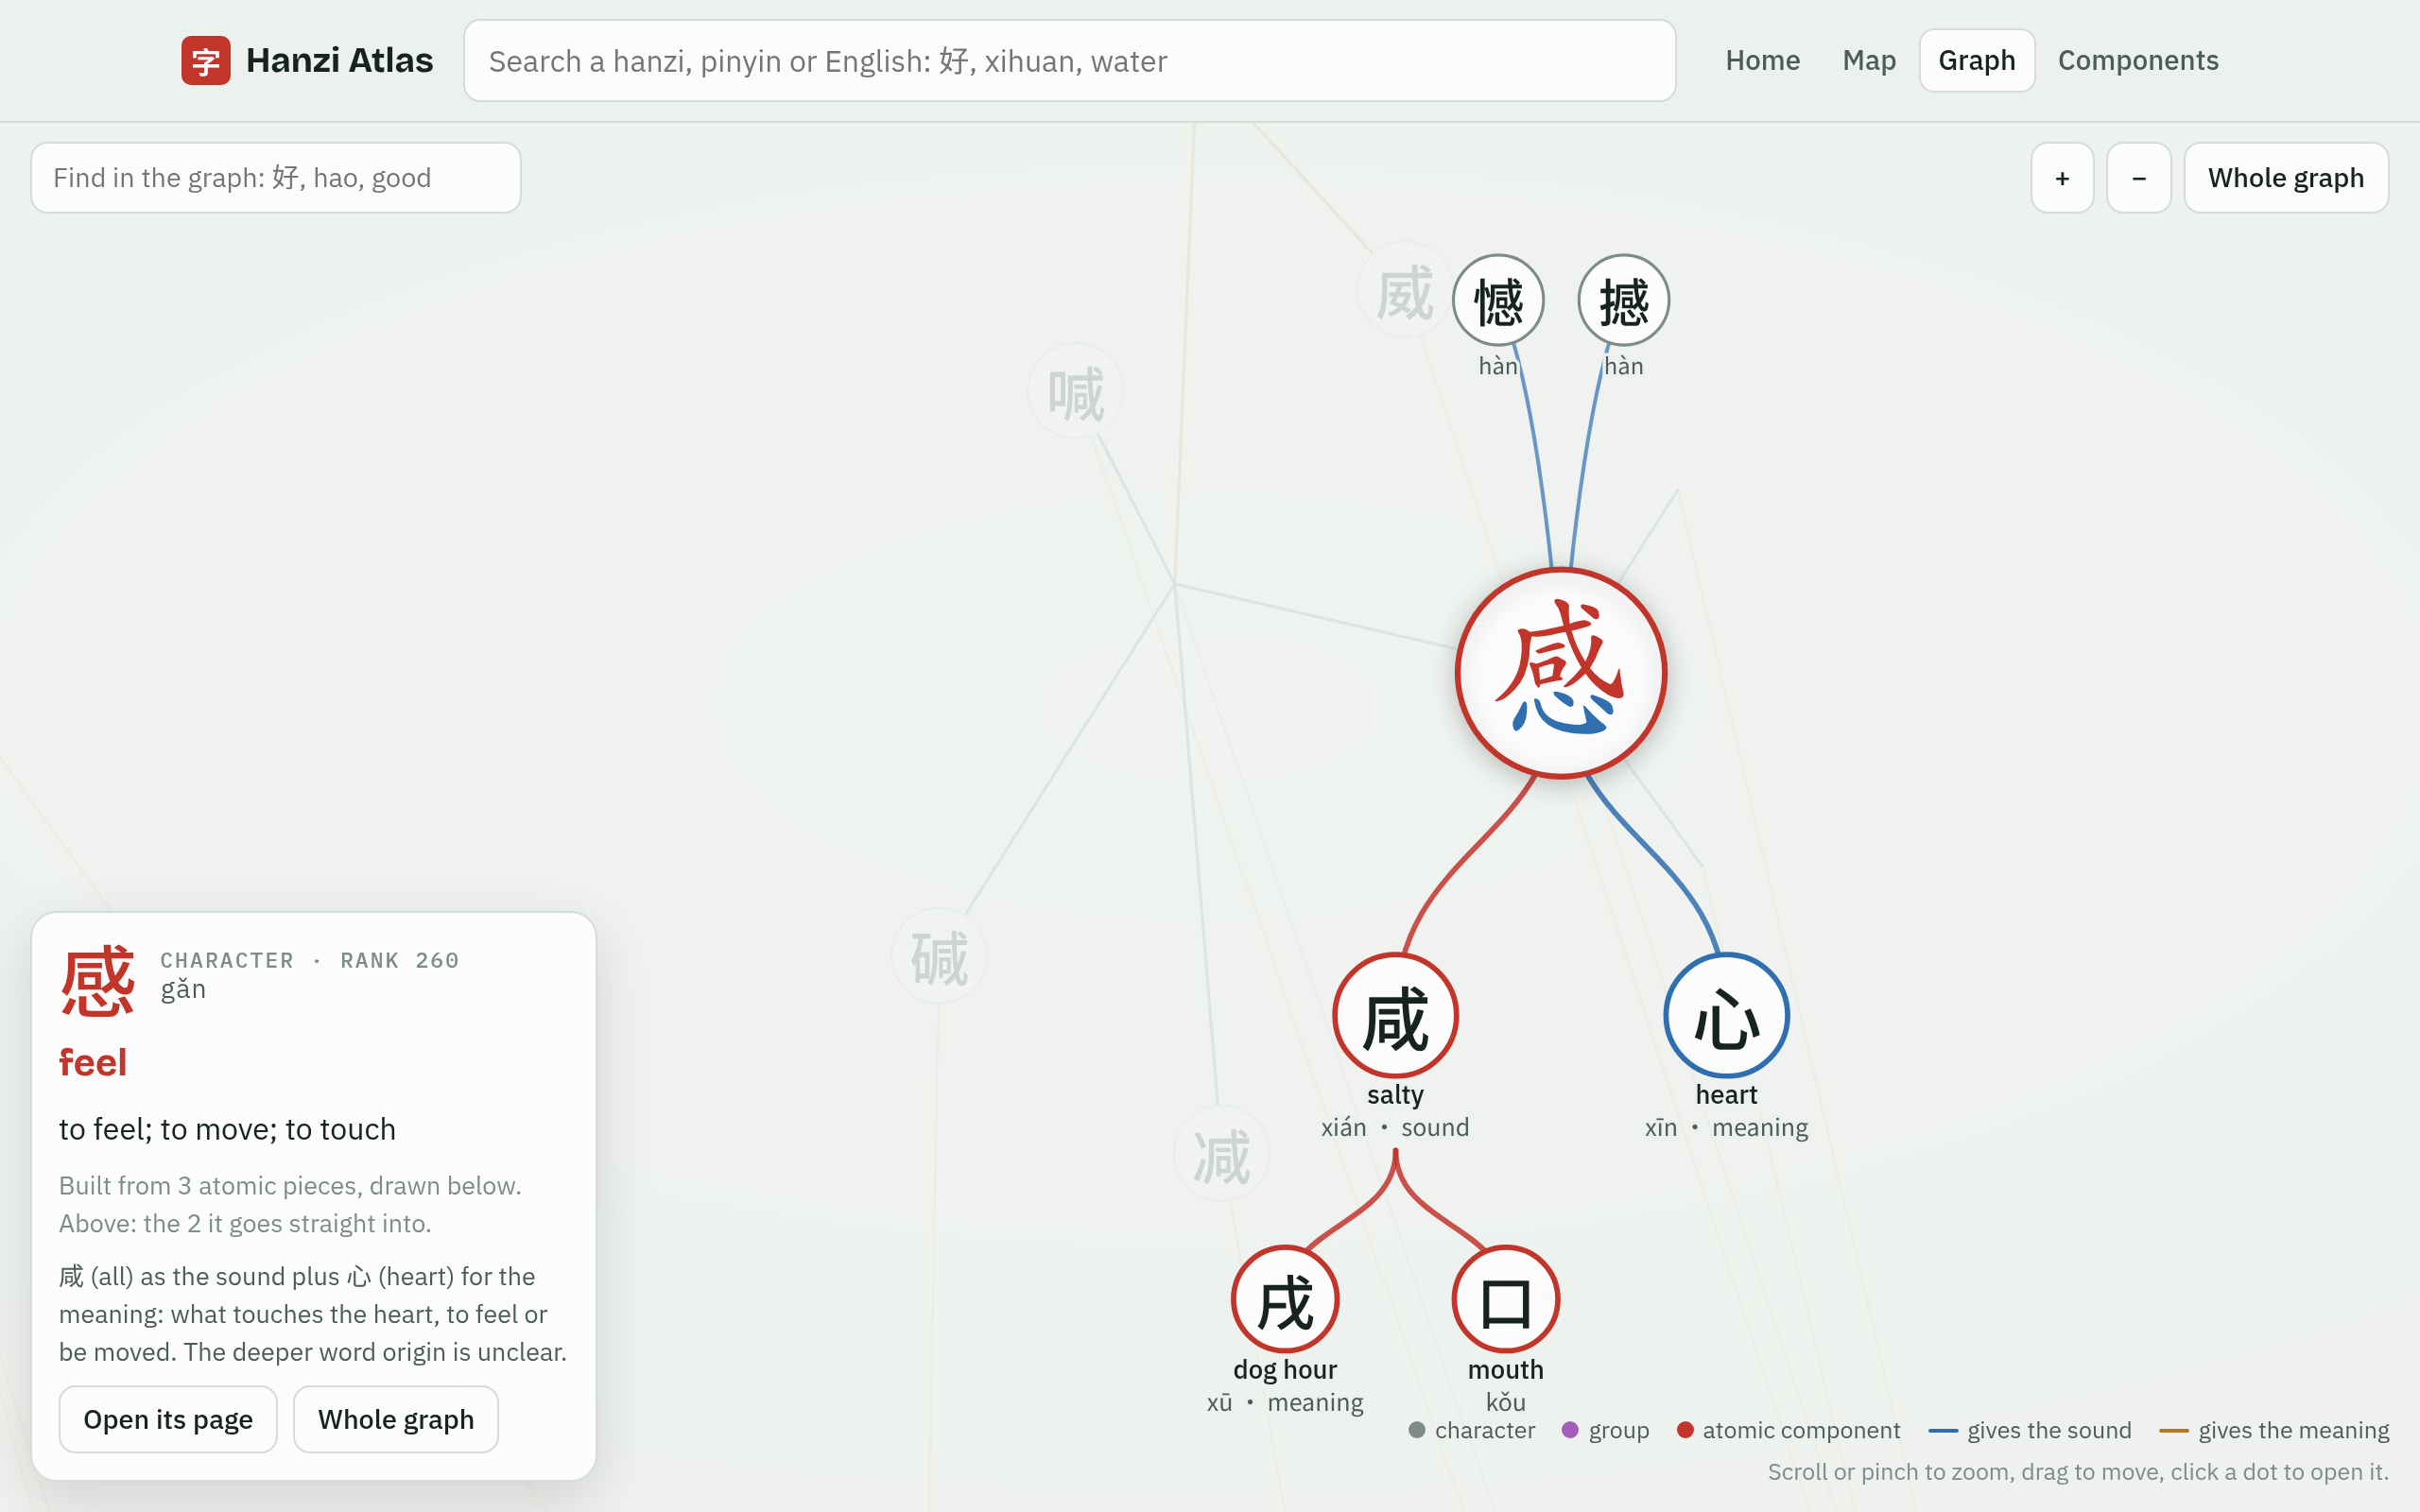 字 Hanzi Atlas
Search a hanzi, pinyin or English: 好, xihuan, water
Home Map Graph Components
Find in the graph: 好, hao, good
+ − Whole graph
威 憾 撼
hàn hàn
喊
感
碱
咸 心
salty heart
xián • sound xīn • meaning
减
戌 口
dog hour mouth
xū • meaning kǒu
感 CHARACTER · RANK 260
gǎn
feel
to feel; to move; to touch
Built from 3 atomic pieces, drawn below.
Above: the 2 it goes straight into.
咸 (all) as the sound plus 心 (heart) for the
meaning: what touches the heart, to feel or
be moved. The deeper word origin is unclear.
Open its page Whole graph
character group atomic component gives the sound gives the meaning
Scroll or pinch to zoom, drag to move, click a dot to open it.